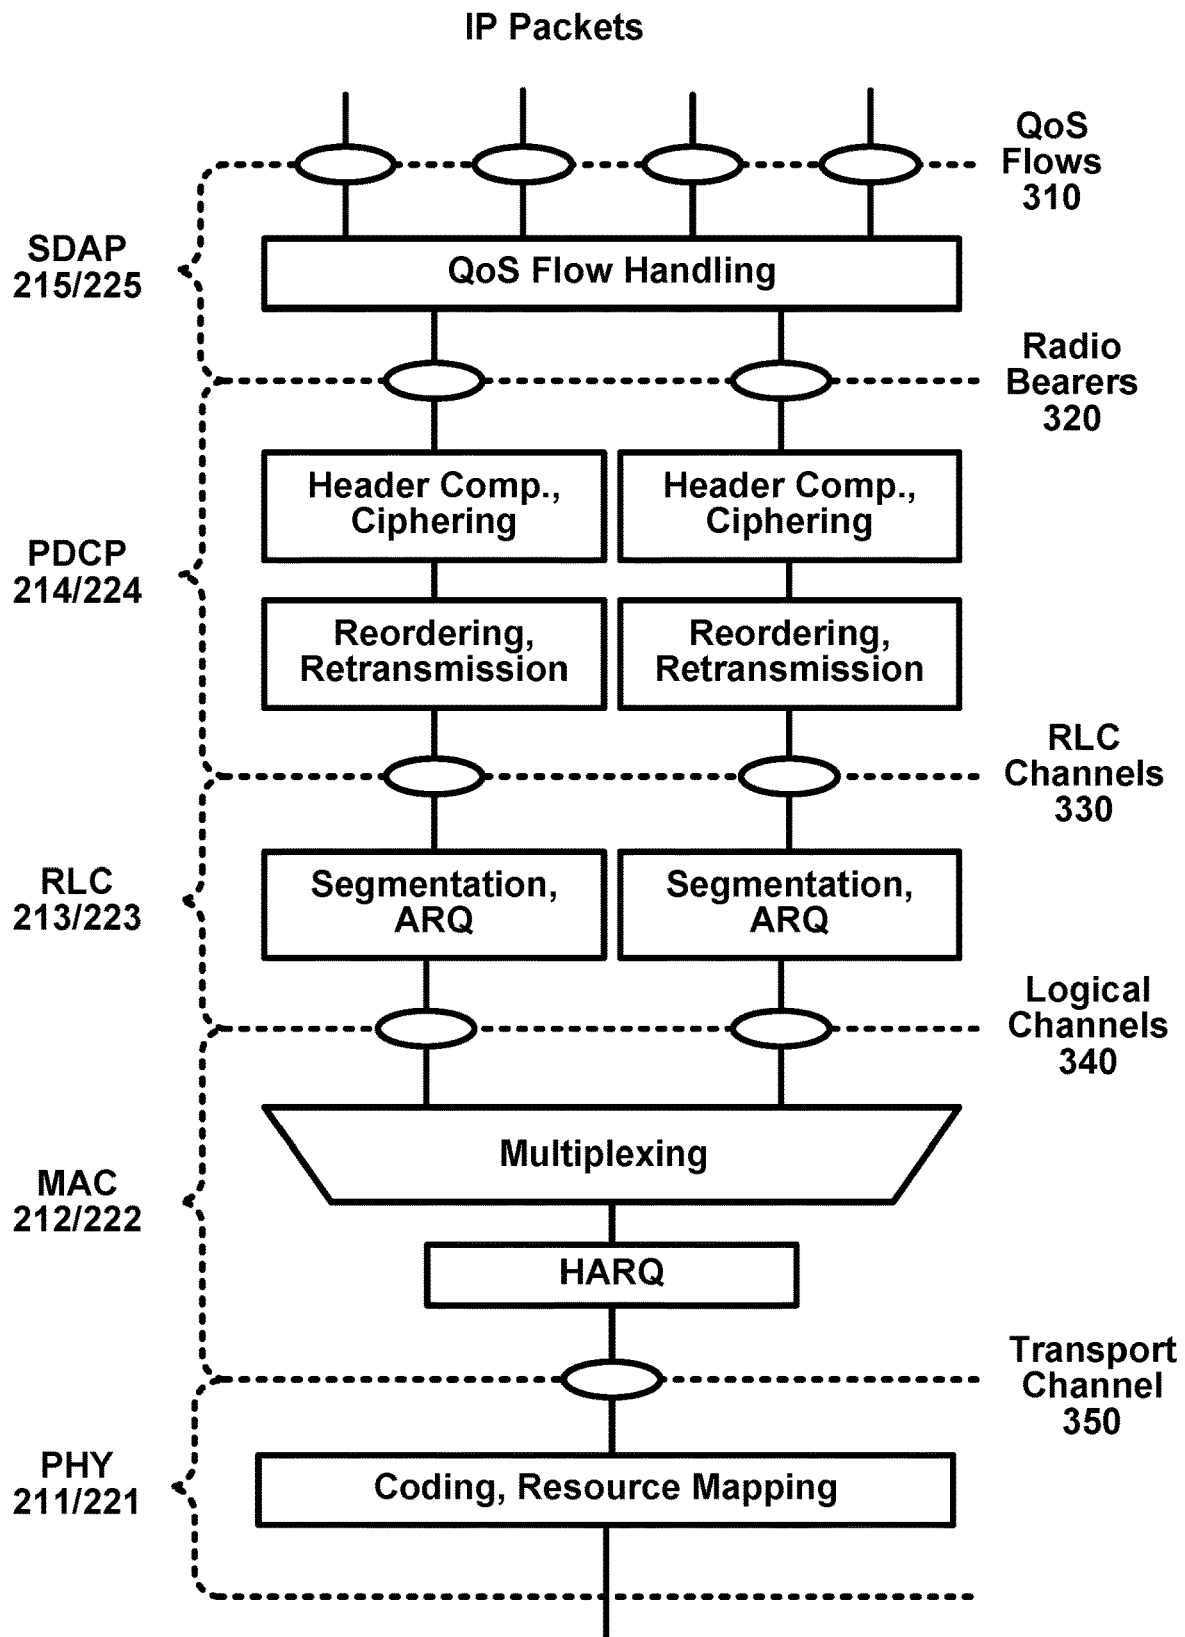 IP Packets
QoS
Flows
310
SDAP
215/225
QoS Flow Handling
Radio
Bearers
320
Header Comp.,
Ciphering
Header Comp.,
Ciphering
PDCP
214/224
Reordering,
Retransmission
Reordering,
Retransmission
RLC
Channels
330
RLC
213/223
Segmentation,
ARQ
Segmentation,
ARQ
Logical
Channels
340
Multiplexing
MAC
212/222
HARQ
Transport
Channel
350
PHY
211/221
Coding, Resource Mapping